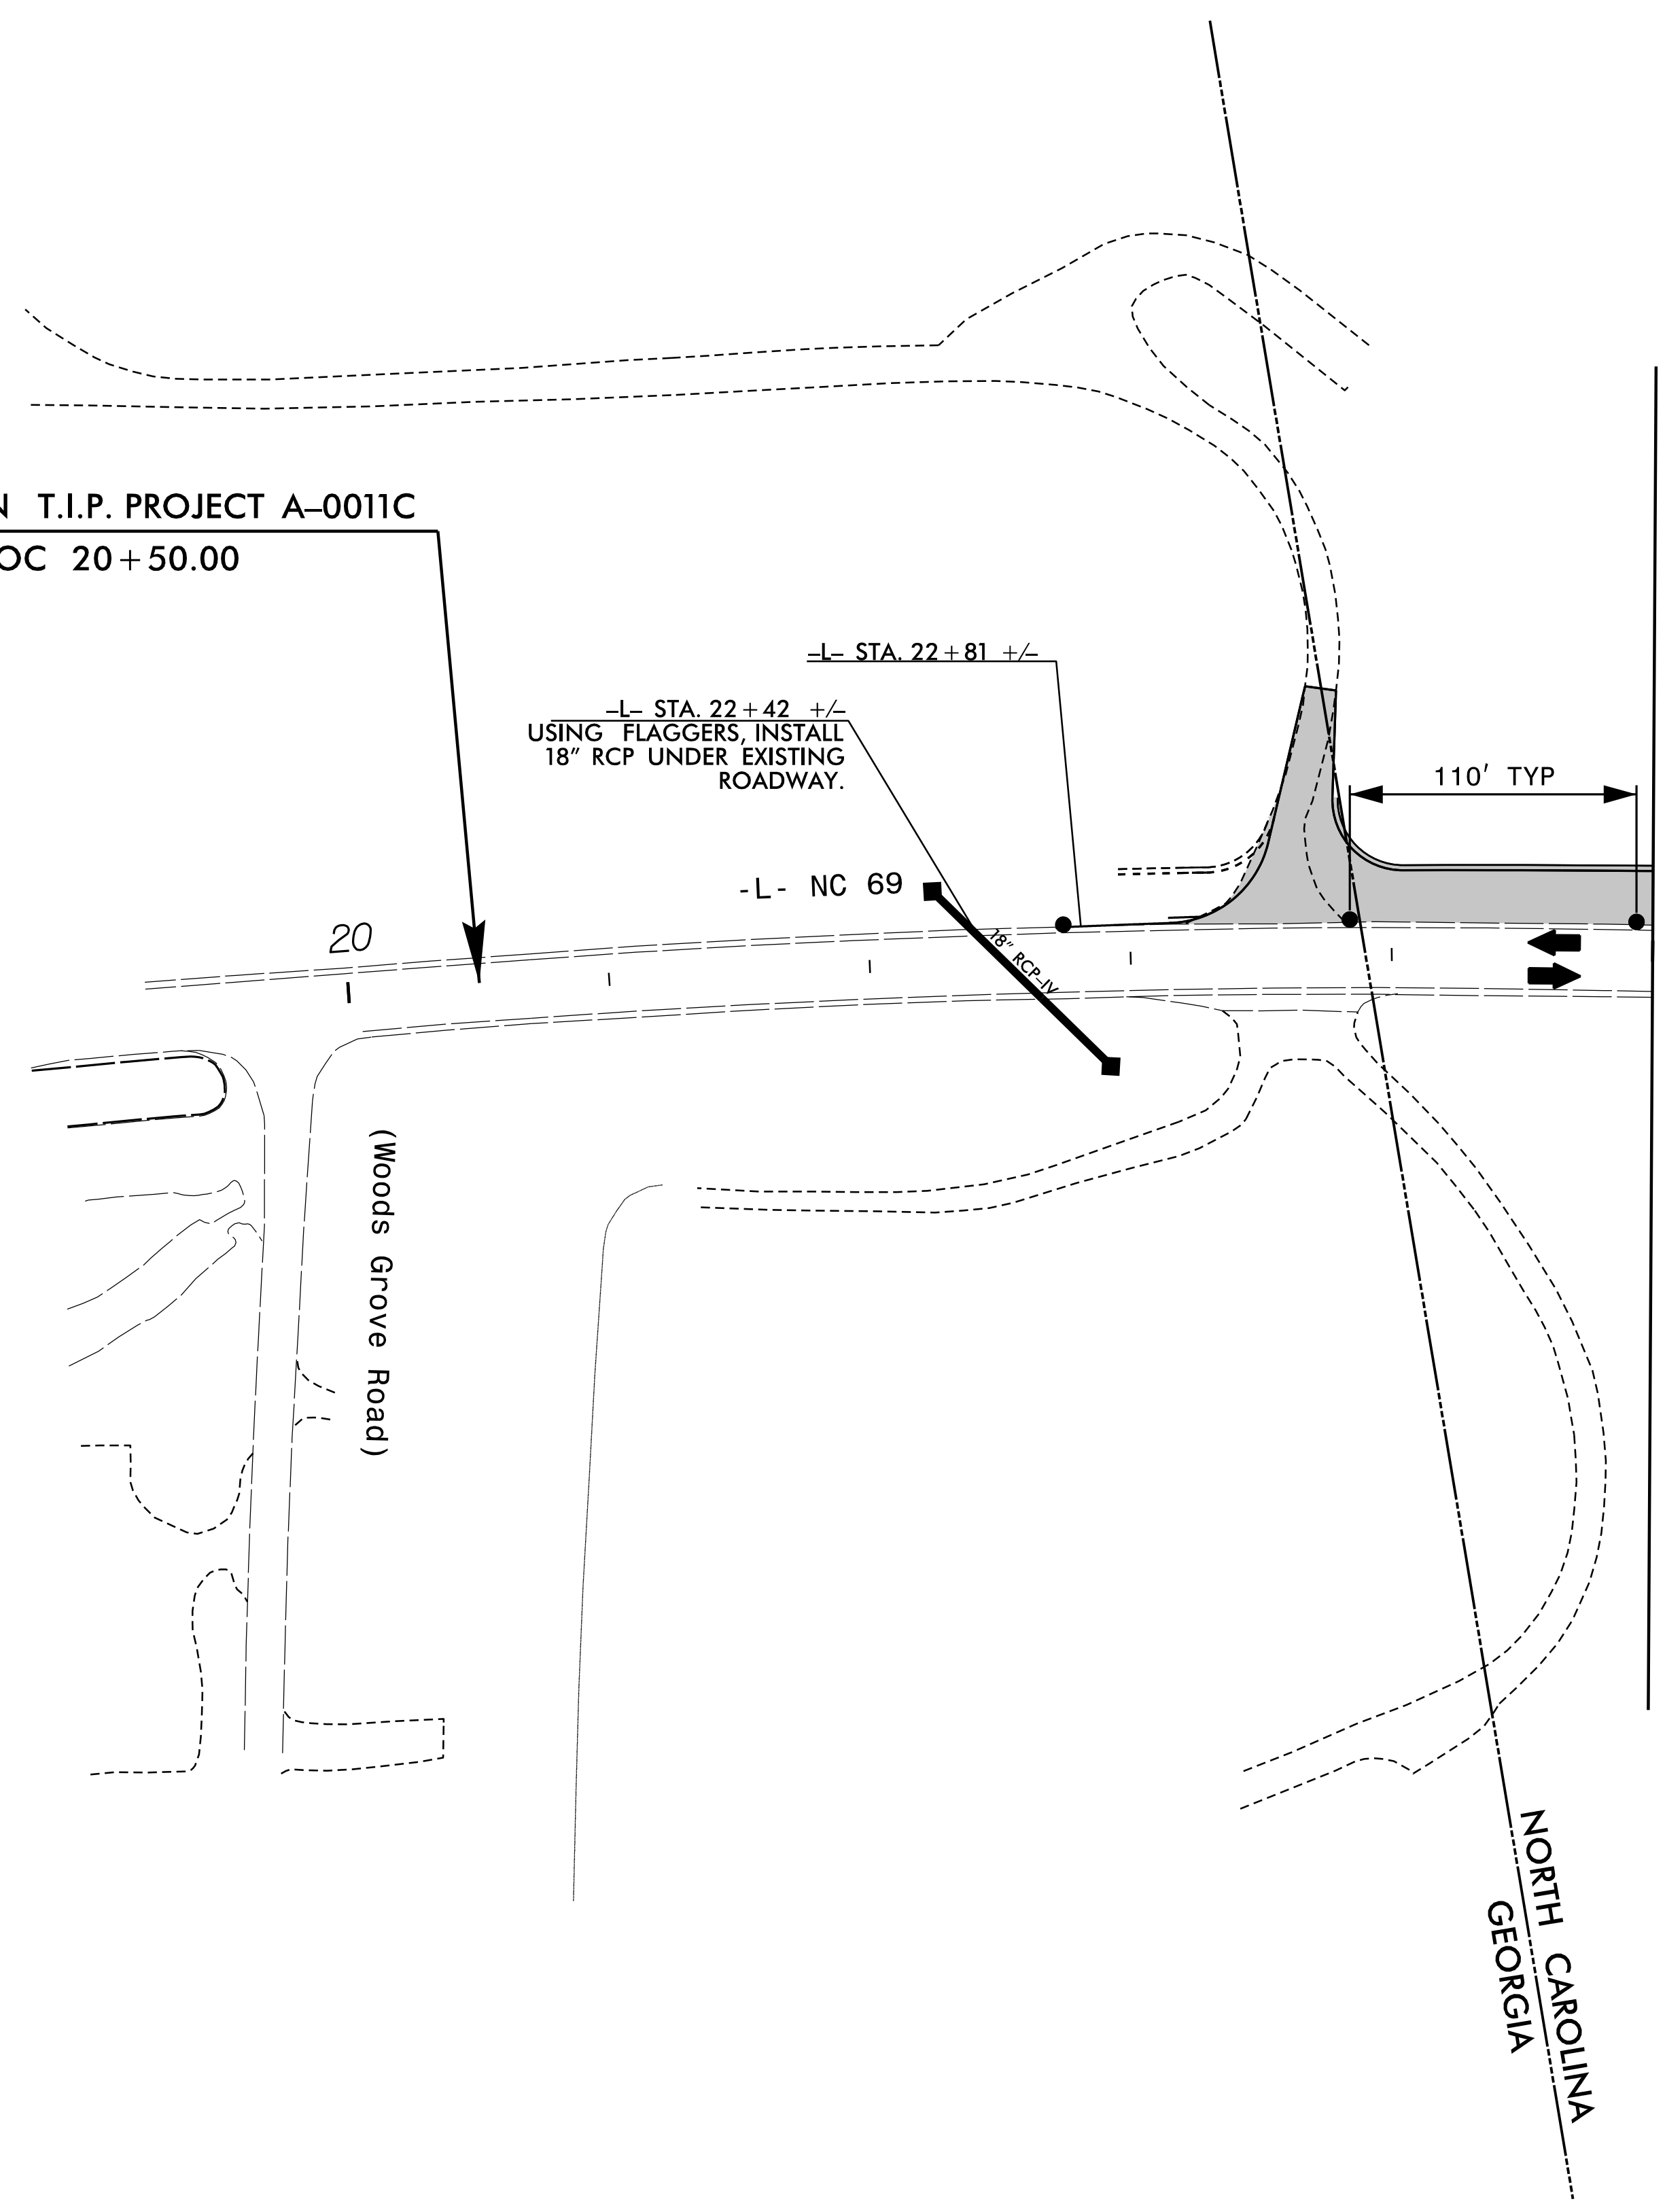 T.I.P. PROJECT A–0011C
20+50.00
–L– STA. 22+81 +/–
–L– STA. 22+42 +/–
USING FLAGGERS, INSTALL
18" RCP UNDER EXISTING
ROADWAY.
110' TYP
-L- NC 69
20
18" RCP–IV
(Woods Grove Road)
NORTH CAROLINA
GEORGIA